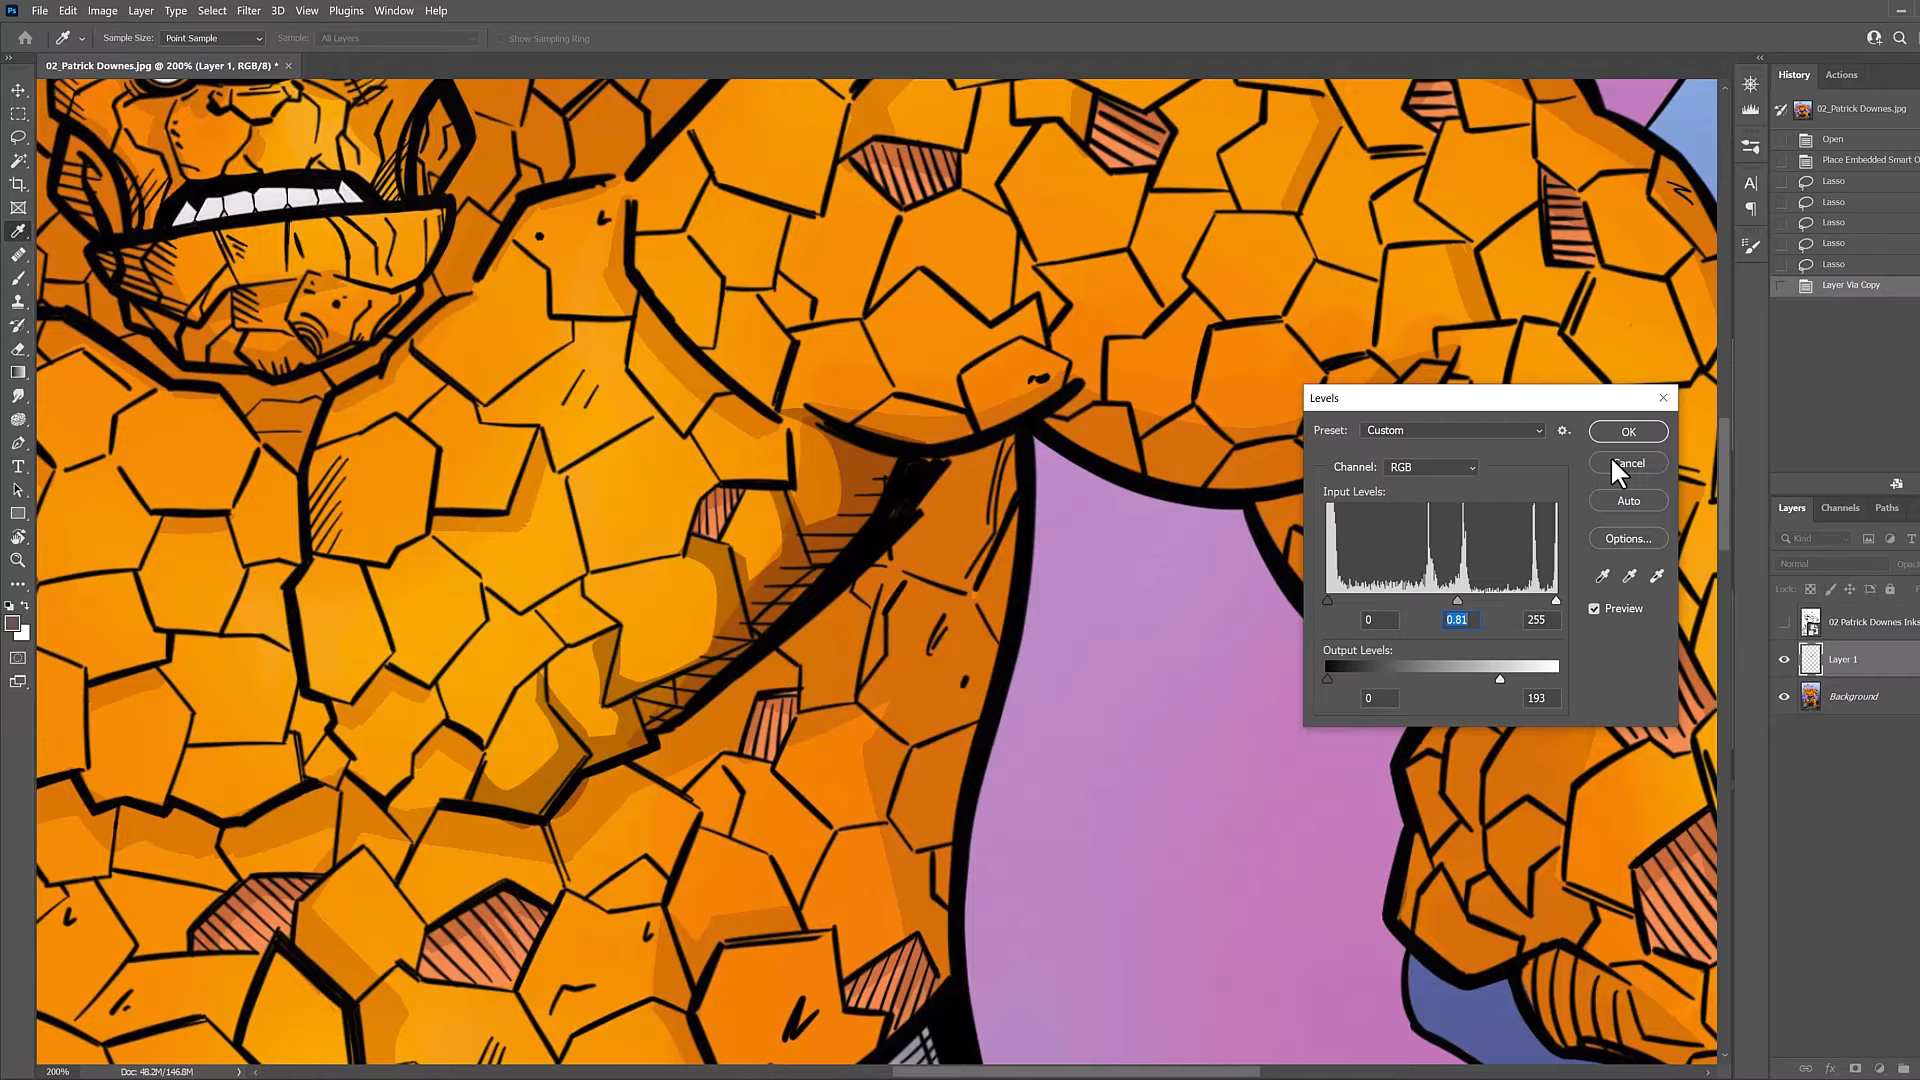 Ps File Edit Image Layer Type Select Filter 3D View Plugins Window Help
Sample Size: Point Sample Sample: All Layers Show Sampling Ring
02_Patrick Downes.jpg @ 200% (Layer 1, RGB/8) *
History Actions
02_Patrick Downes.jpg
Open
Place Embedded Smart O
Lasso
Lasso
Lasso
Lasso
Lasso
Layer Via Copy
Levels
Preset: Custom
OK
Channel: RGB
Cancel
Input Levels:
Auto
Options...
Preview
0 0.81 255
Output Levels:
0 193
Layers Channels Paths
Kind
Normal Opac
Lock:
02 Patrick Downes Inks
Layer 1
Background
200% Doc: 48.2M/146.8M